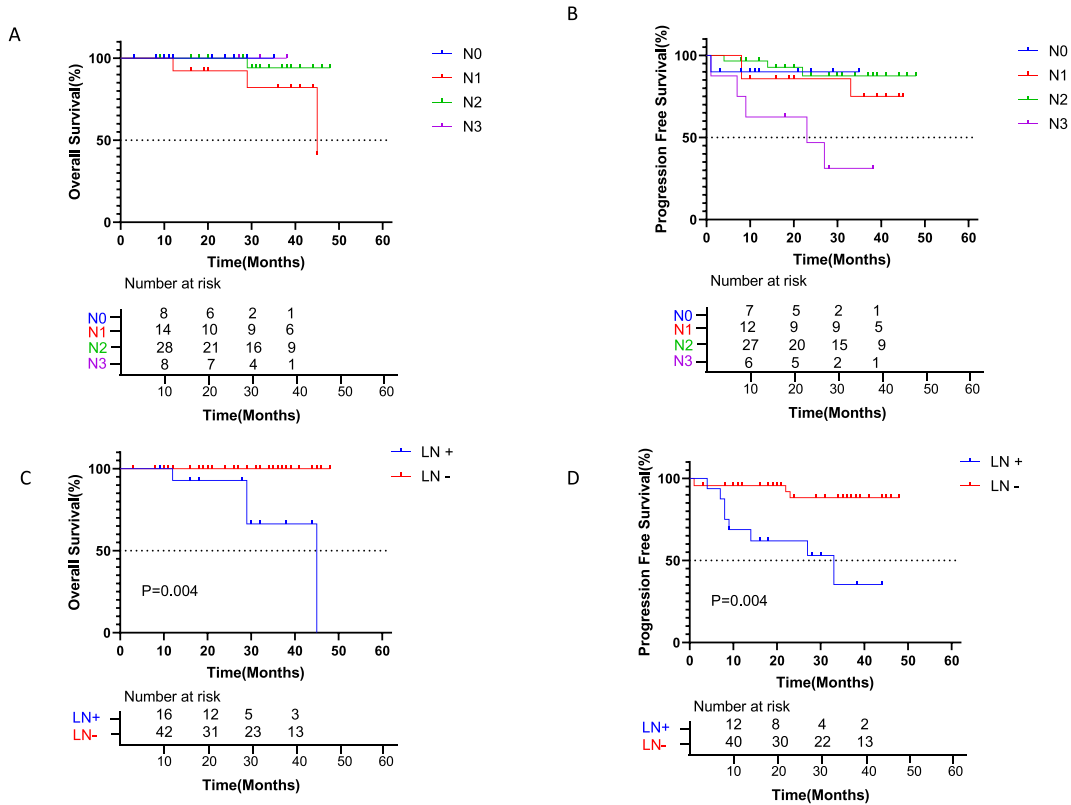 A
Overall Survival(%)
100
50
0
0 10 20 30 40 50 60
Time(Months)
N0
N1
N2
N3
Number at risk
N0 8 6 2 1
N1 14 10 9 6
N2 28 21 16 9
N3 8 7 4 1
10 20 30 40 50 60
Time(Months)
B
Progression Free Survival(%)
100
50
0
0 10 20 30 40 50 60
Time(Months)
N0
N1
N2
N3
Number at risk
N0 7 5 2 1
N1 12 9 9 5
N2 27 20 15 9
N3 6 5 2 1
10 20 30 40 50 60
Time(Months)
C
Overall Survival(%)
100
50
0
P=0.004
0 10 20 30 40 50 60
Time(Months)
LN +
LN -
Number at risk
LN+ 16 12 5 3
LN- 42 31 23 13
10 20 30 40 50 60
Time(Months)
D
Progression Free Survival(%)
100
50
0
P=0.004
0 10 20 30 40 50 60
Time(Months)
LN +
LN -
Number at risk
LN+ 12 8 4 2
LN- 40 30 22 13
10 20 30 40 50 60
Time(Months)